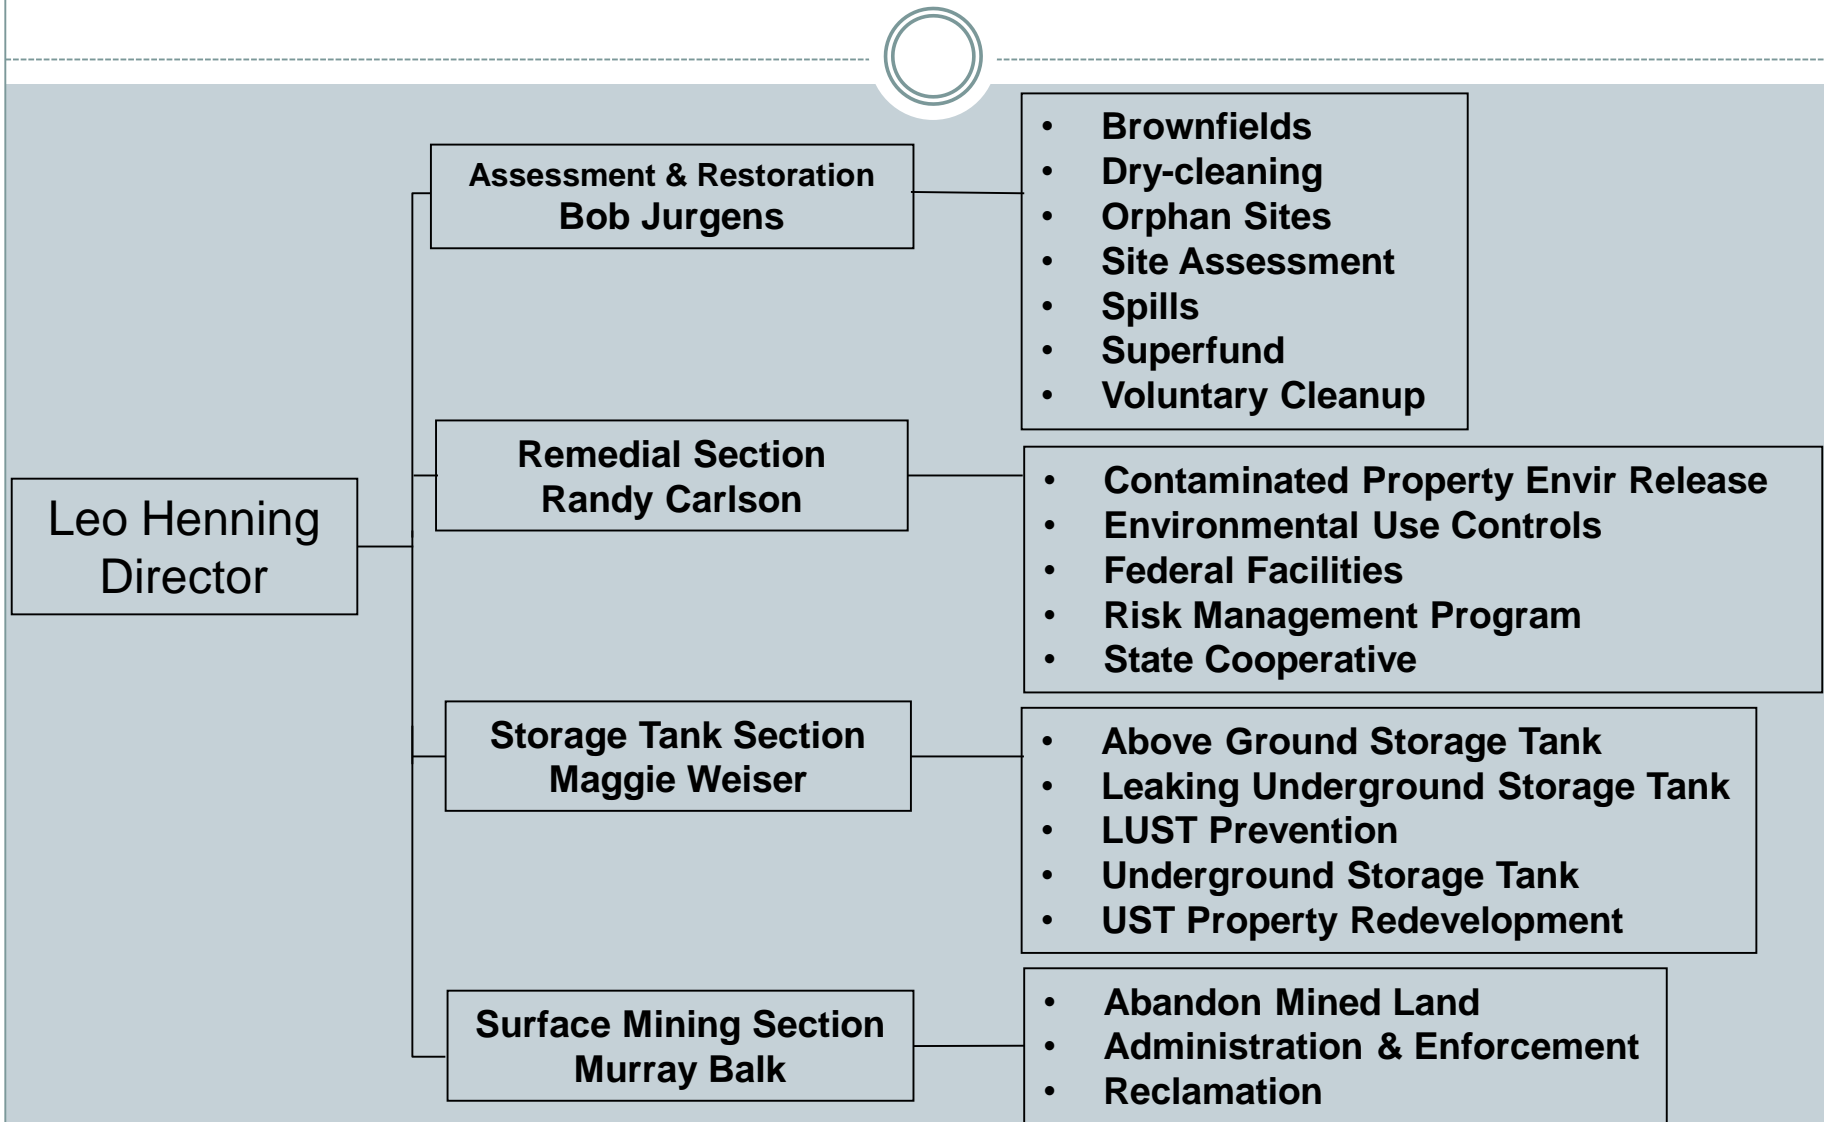 Leo Henning
Director
Assessment & Restoration
Bob Jurgens
• Brownfields
• Dry-cleaning
• Orphan Sites
• Site Assessment
• Spills
• Superfund
• Voluntary Cleanup
Remedial Section
Randy Carlson
• Contaminated Property Envir Release
• Environmental Use Controls
• Federal Facilities
• Risk Management Program
• State Cooperative
Storage Tank Section
Maggie Weiser
• Above Ground Storage Tank
• Leaking Underground Storage Tank
• LUST Prevention
• Underground Storage Tank
• UST Property Redevelopment
Surface Mining Section
Murray Balk
• Abandon Mined Land
• Administration & Enforcement
• Reclamation